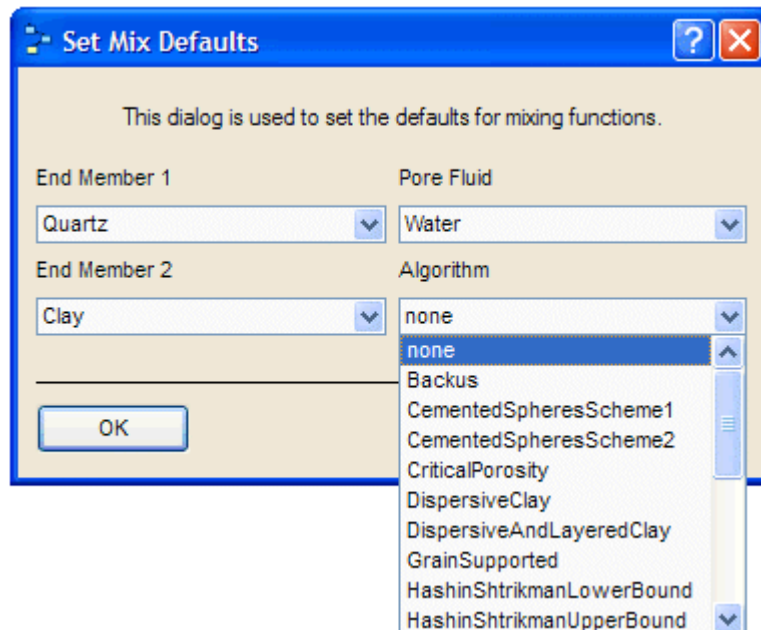 Set Mix Defaults
This dialog is used to set the defaults for mixing functions.
End Member 1
Pore Fluid
Quartz
Water
End Member 2
Algorithm
Clay
none
none
Backus
CementedSpheresScheme1
CementedSpheresScheme2
CriticalPorosity
DispersiveClay
DispersiveAndLayeredClay
GrainSupported
HashinShtrikmanLowerBound
HashinShtrikmanUpperBound
OK